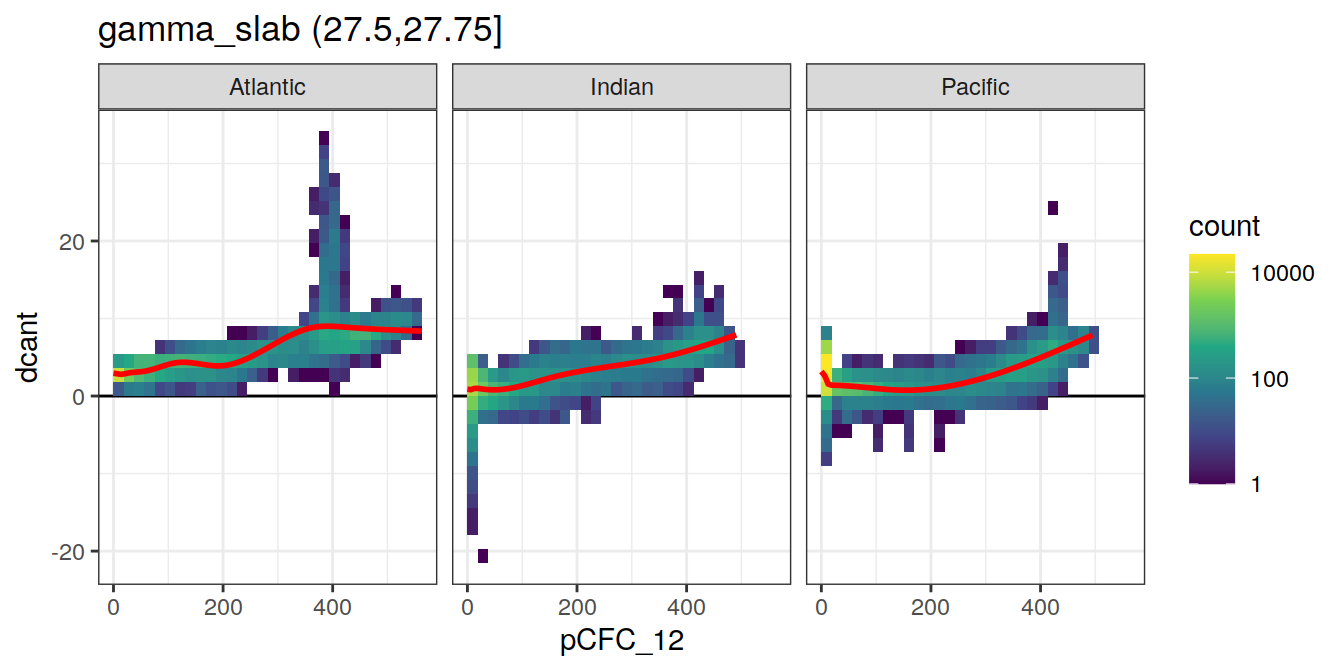 gamma_slab (27.5,27.75]
Atlantic
Indian
Pacific
dcant
20
0
-20
0 200 400
0 200 400
0 200 400
pCFC_12
count
10000
100
1